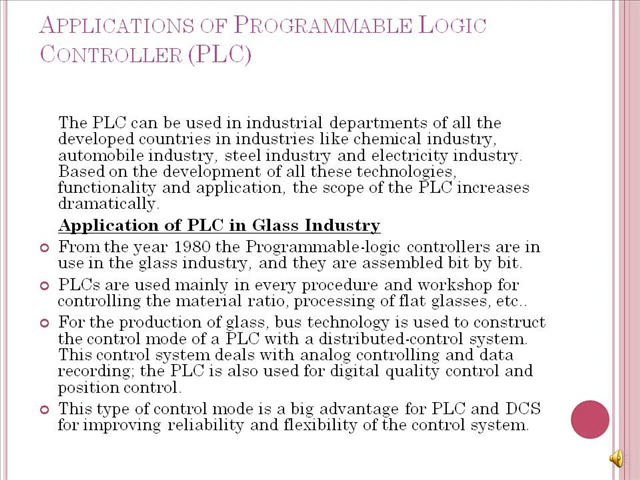 APPLICATIONS OF PROGRAMMABLE LOGIC
CONTROLLER (PLC)
The PLC can be used in industrial departments of all the
developed countries in industries like chemical industry,
automobile industry, steel industry and electricity industry.
Based on the development of all these technologies,
functionality and application, the scope of the PLC increases
dramatically.
Application of PLC in Glass Industry
From the year 1980 the Programmable-logic controllers are in
use in the glass industry, and they are assembled bit by bit.
PLCs are used mainly in every procedure and workshop for
controlling the material ratio, processing of flat glasses, etc..
For the production of glass, bus technology is used to construct
the control mode of a PLC with a distributed-control system.
This control system deals with analog controlling and data
recording; the PLC is also used for digital quality control and
position control.
This type of control mode is a big advantage for PLC and DCS
for improving reliability and flexibility of the control system.